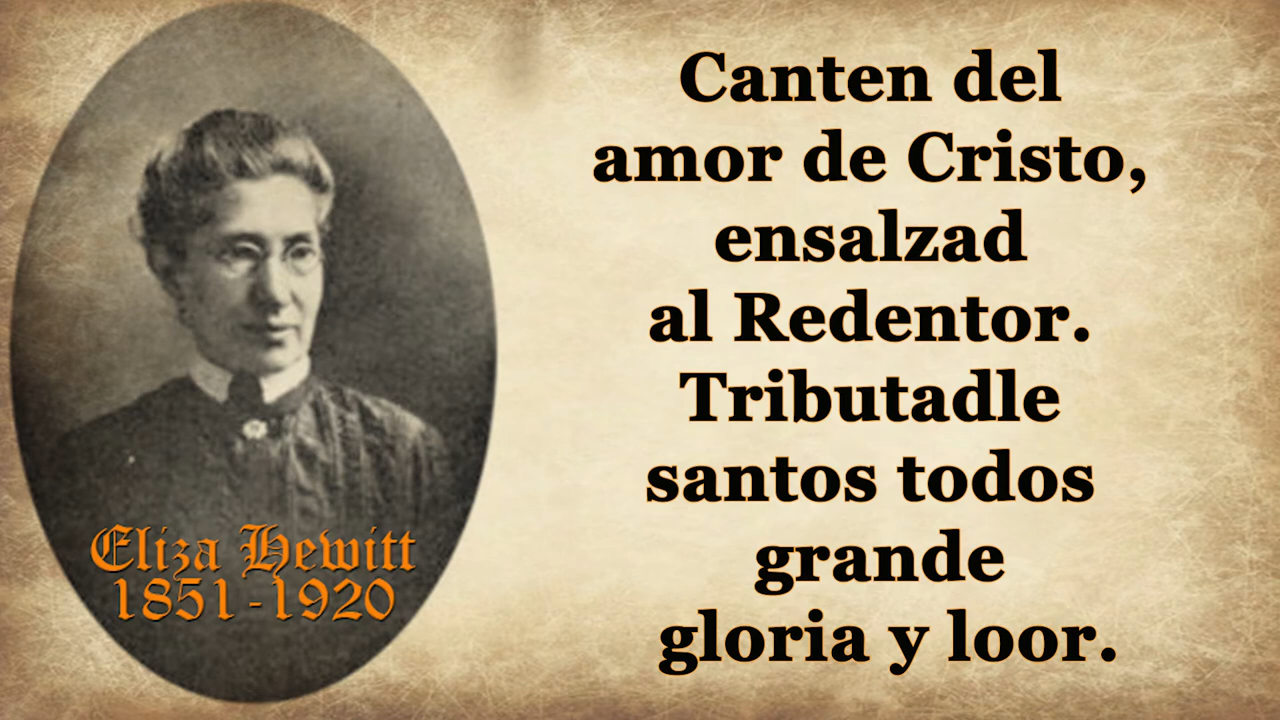 Canten del
amor de Cristo,
ensalzad
al Redentor.
Tributadle
santos todos
grande
gloria y loor.
Eliza Hewitt
1851-1920